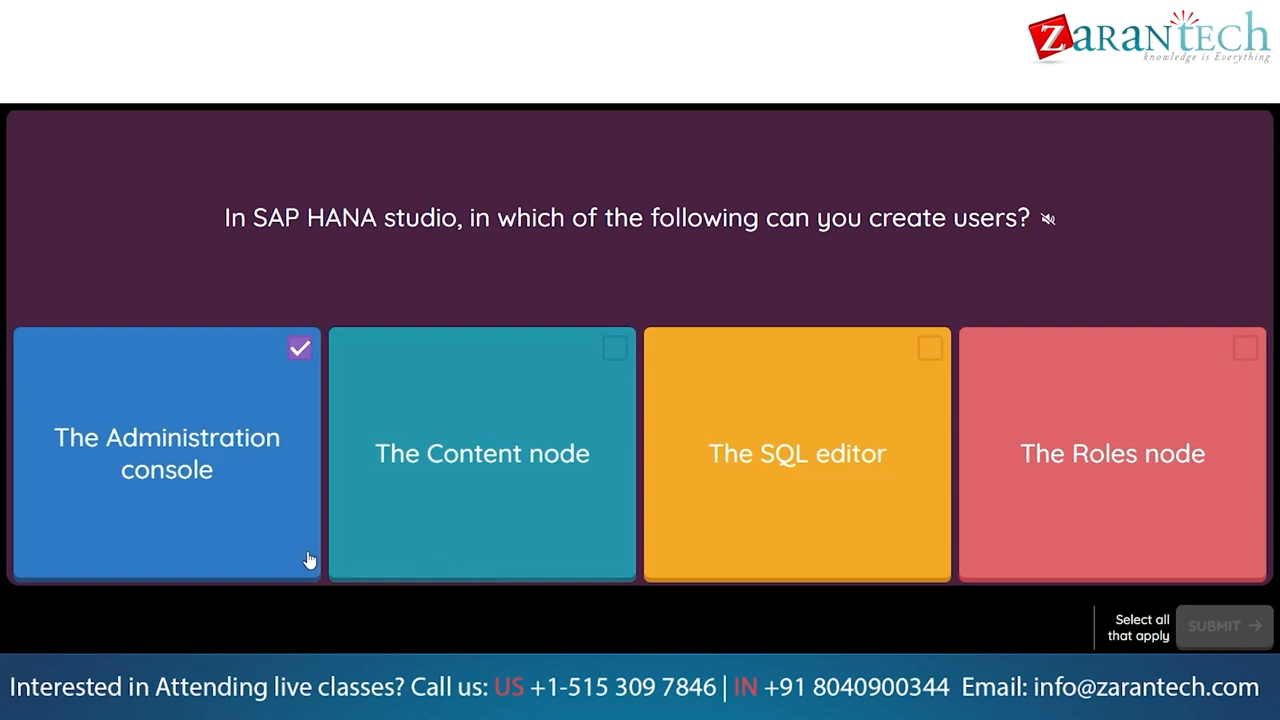 ZARANTECH
knowledge is Everything
In SAP HANA studio, in which of the following can you create users?
The Administration
console
The Content node
The SQL editor
The Roles node
Select all
that apply
SUBMIT
Interested in Attending live classes? Call us: US +1-515 309 7846 | IN +91 8040900344 Email: info@zarantech.com